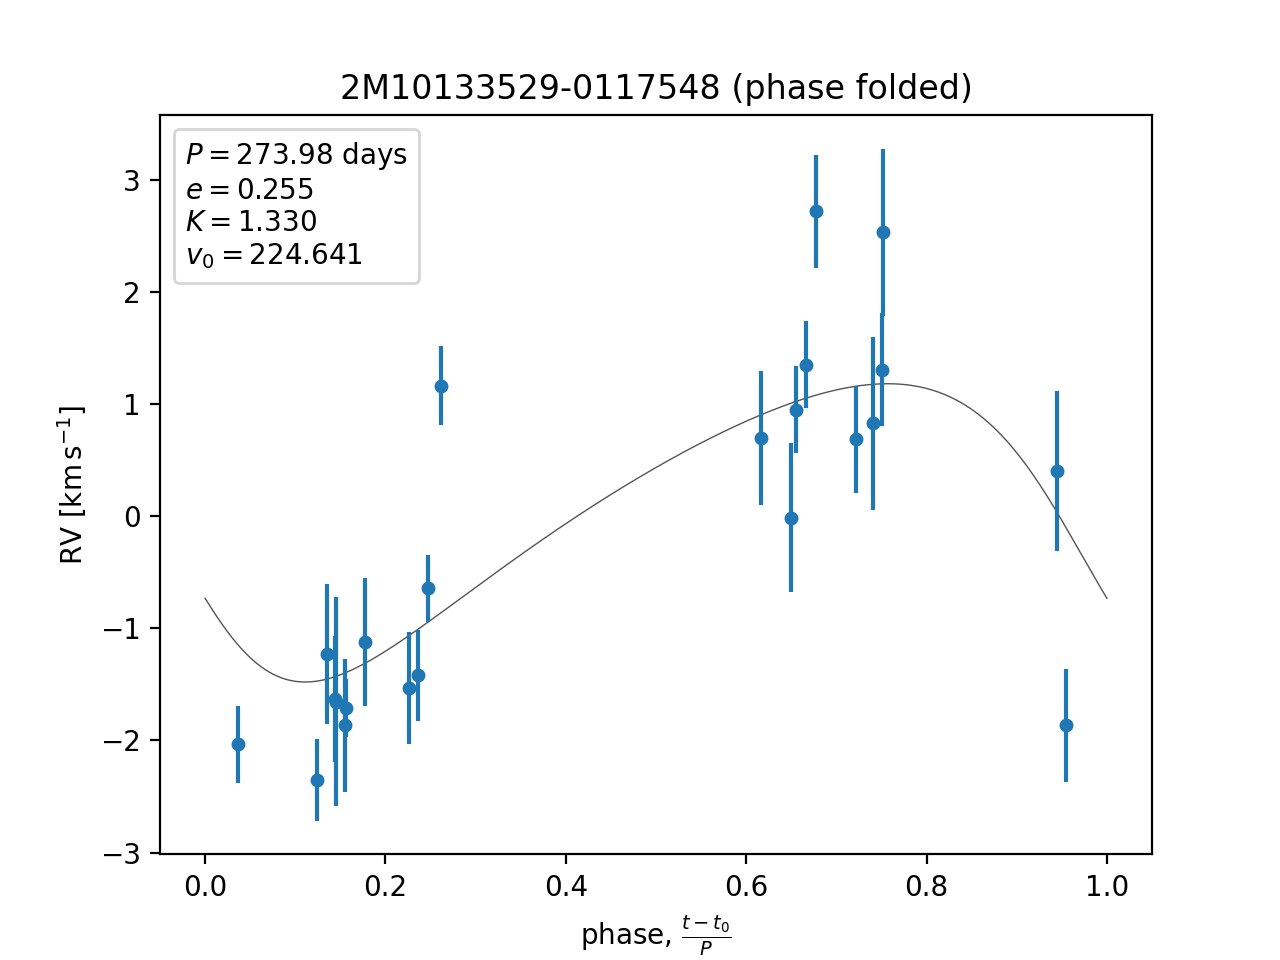 2M10133529-0117548 (phase folded)
P = 273.98 days
e = 0.255
K = 1.330
v₀ = 224.641
RV [km s⁻¹]
3
2
1
0
−1
−2
−3
0.0 0.2 0.4 0.6 0.8 1.0
phase, (t − t₀)/P